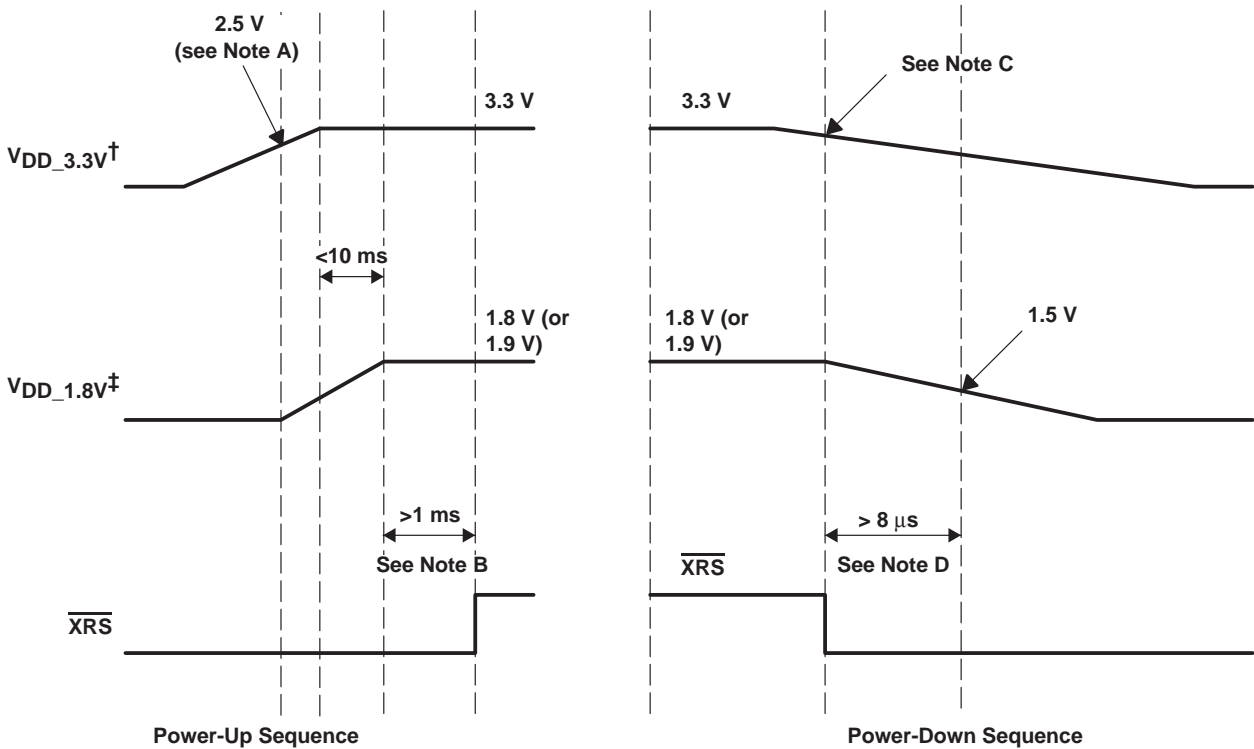 2.5 V
(see Note A)
See Note C
3.3 V
3.3 V
VDD_3.3V†
<10 ms
1.8 V (or
1.9 V)
1.8 V (or
1.9 V)
1.5 V
VDD_1.8V‡
>1 ms
> 8 µs
See Note B
XRS
See Note D
XRS
Power-Up Sequence
Power-Down Sequence